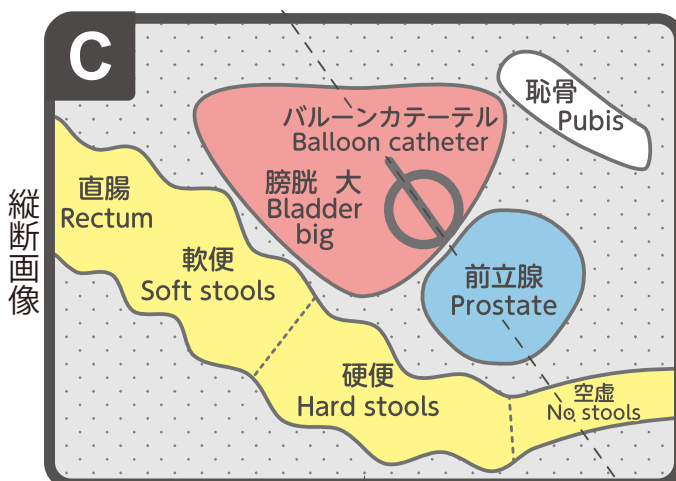 C
縦断画像
恥骨
Pubis
バルーンカテーテル
Balloon catheter
膀胱 大
Bladder
big
直腸
Rectum
軟便
Soft stools
前立腺
Prostate
硬便
Hard stools
空虚
No stools